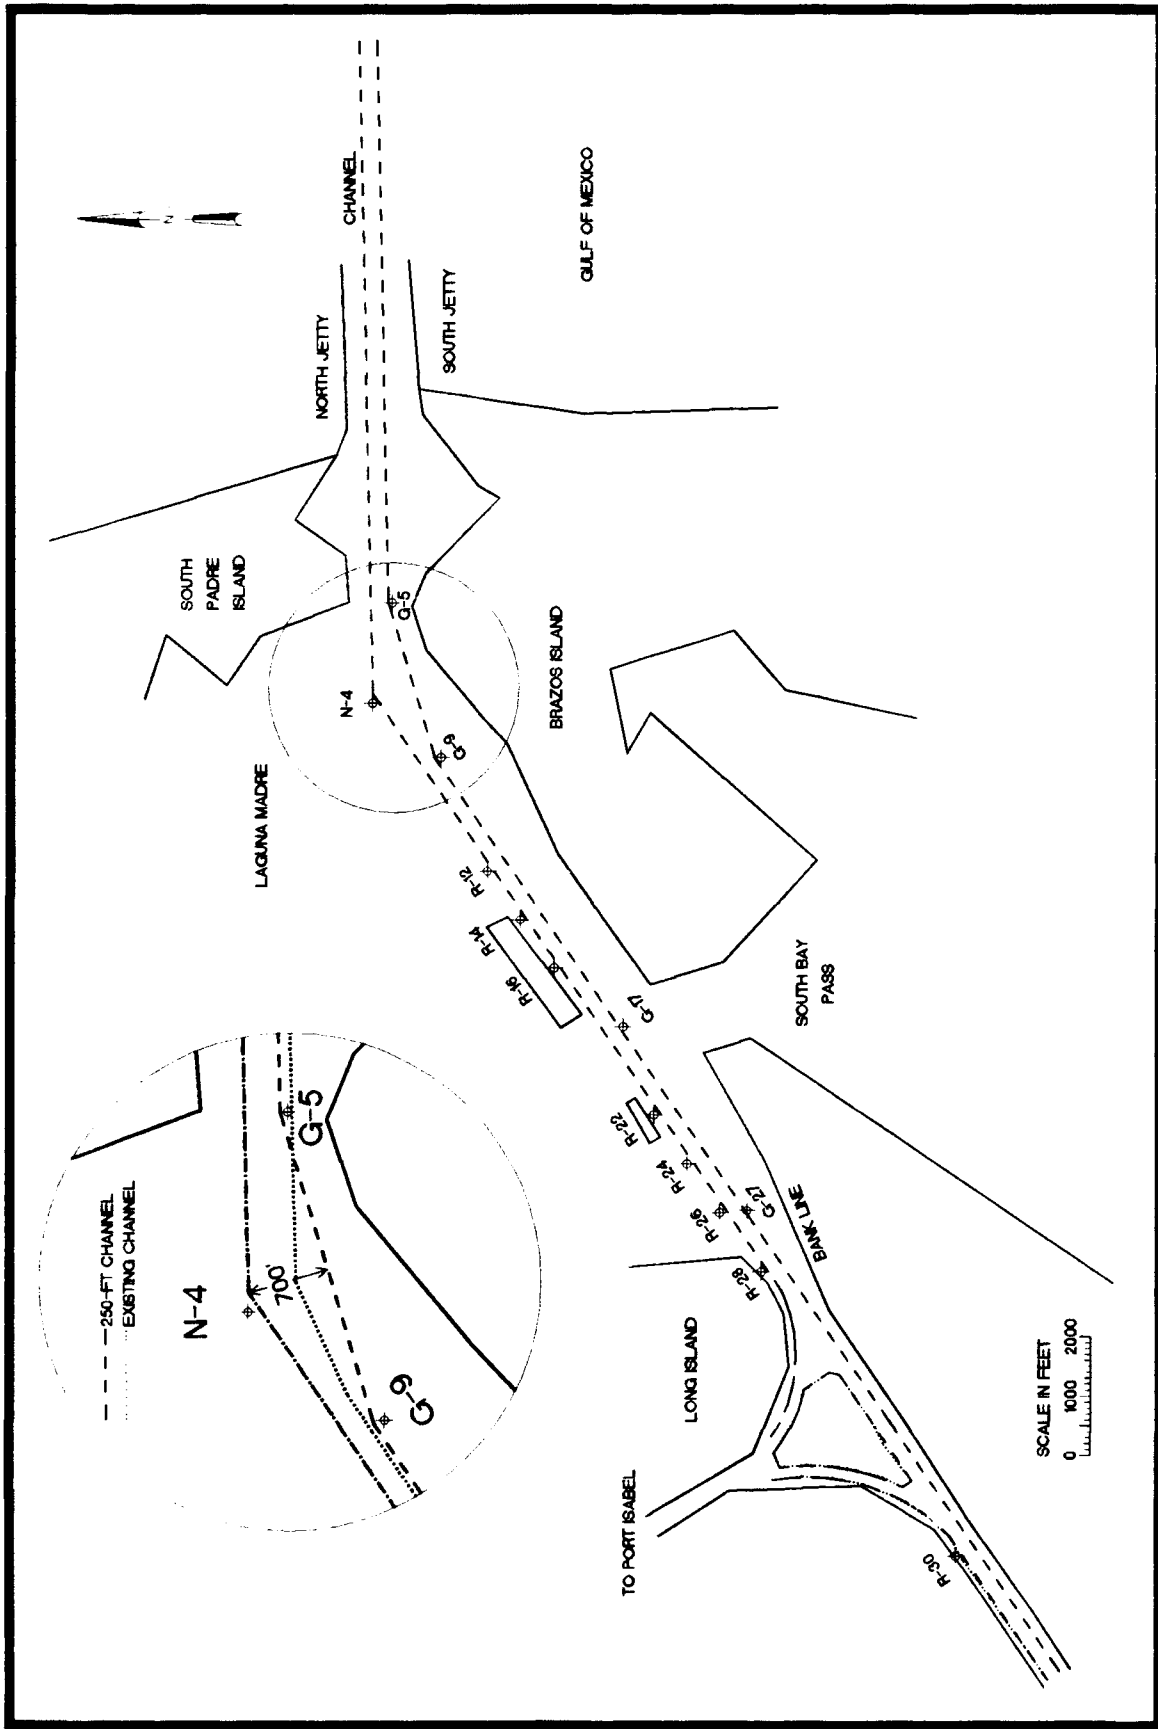 CHANNEL
Z
GULF OF MEXICO
NORTH JETTY
SOUTH JETTY
SOUTH
PADRE
ISLAND
G-5
N-4
BRAZOS ISLAND
G-9
LAGUNA MADRE
R-12
R-14
R-16
G-17
SOUTH BAY
PASS
R-22
R-24
R-26
G-27
R-28
BANK LINE
LONG ISLAND
TO PORT ISABEL
R-30
SCALE IN FEET
0 1000 2000
250-FT CHANNEL
EXISTING CHANNEL
N-4
700'
G-5
G-9